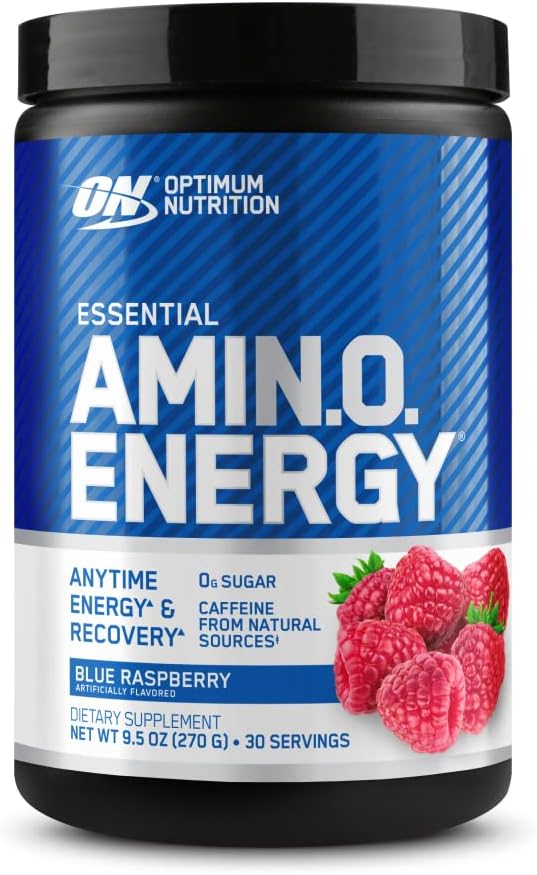 ON® OPTIMUM
NUTRITION
ESSENTIAL
AMIN.O.
ENERGY®
ANYTIME
ENERGY▲ &
RECOVERY▲
0G SUGAR
CAFFEINE
FROM NATURAL
SOURCES‡
BLUE RASPBERRY
ARTIFICIALLY FLAVORED
DIETARY SUPPLEMENT
NET WT 9.5 OZ (270 G) • 30 SERVINGS